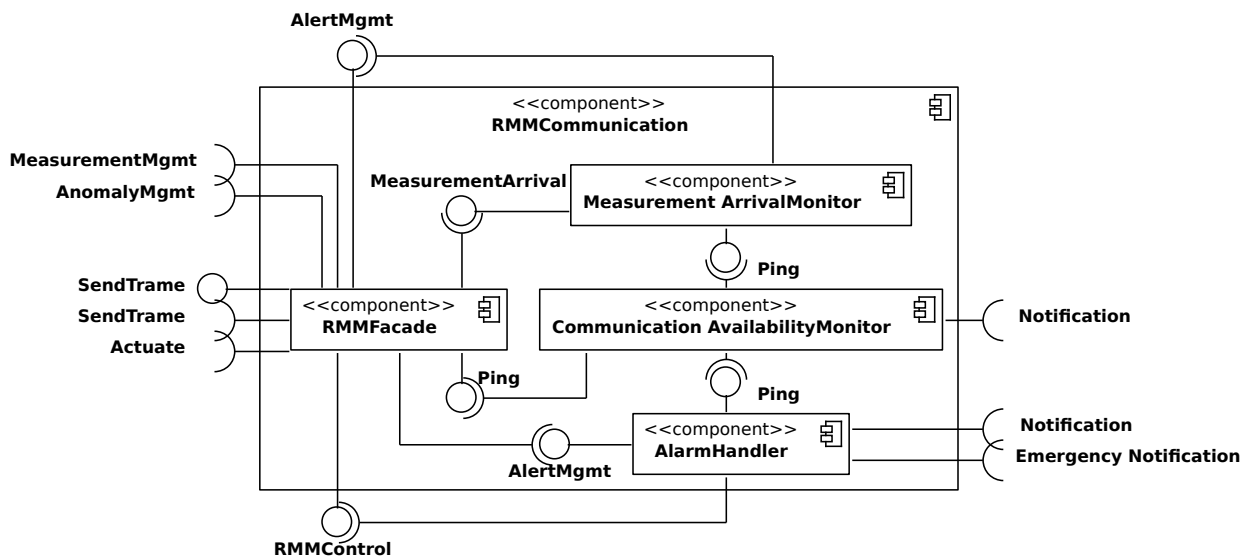 AlertMgmt
<<component>>
RMMCommunication
MeasurementMgmt
AnomalyMgmt
MeasurementArrival
<<component>>
Measurement ArrivalMonitor
Ping
SendTrame
SendTrame
Actuate
<<component>>
RMMFacade
<<component>>
Communication AvailabilityMonitor
Notification
Ping
Ping
<<component>>
AlarmHandler
AlertMgmt
Notification
Emergency Notification
RMMControl